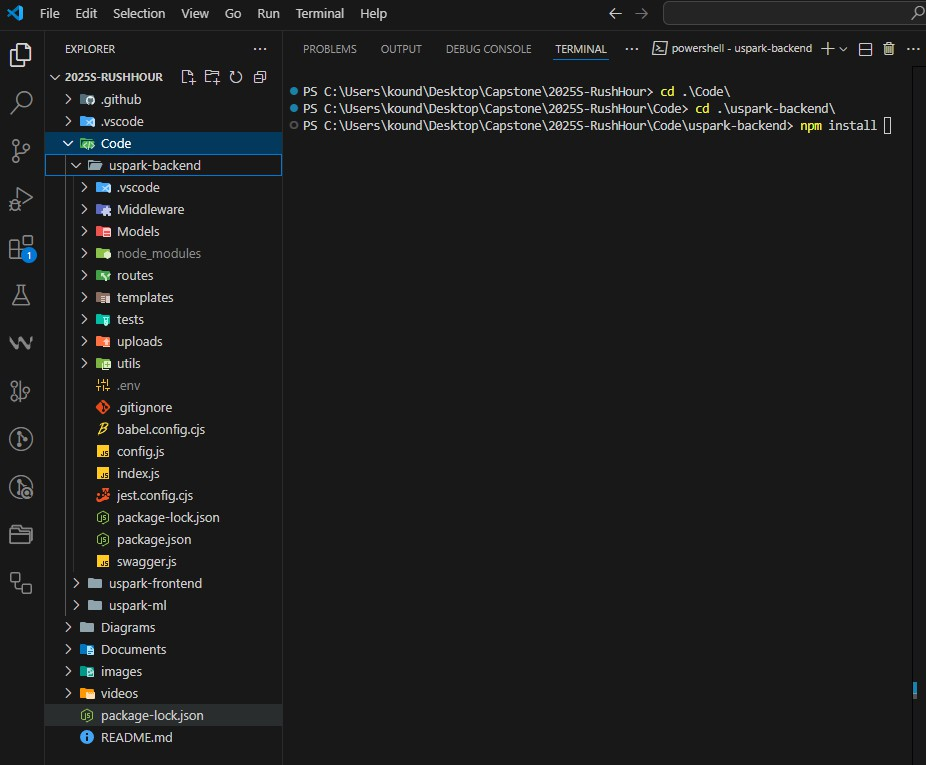 File Edit Selection View Go Run Terminal Help
EXPLORER
PROBLEMS OUTPUT DEBUG CONSOLE TERMINAL powershell - uspark-backend
2025S-RUSHHOUR
.github
.vscode
Code
uspark-backend
.vscode
Middleware
Models
node_modules
routes
templates
tests
uploads
utils
.env
.gitignore
babel.config.cjs
config.js
index.js
jest.config.cjs
package-lock.json
package.json
swagger.js
uspark-frontend
uspark-ml
Diagrams
Documents
images
videos
package-lock.json
README.md
1
PS C:\Users\kound\Desktop\Capstone\2025S-RushHour> cd .\Code\
PS C:\Users\kound\Desktop\Capstone\2025S-RushHour\Code> cd .\uspark-backend\
PS C:\Users\kound\Desktop\Capstone\2025S-RushHour\Code\uspark-backend> npm install